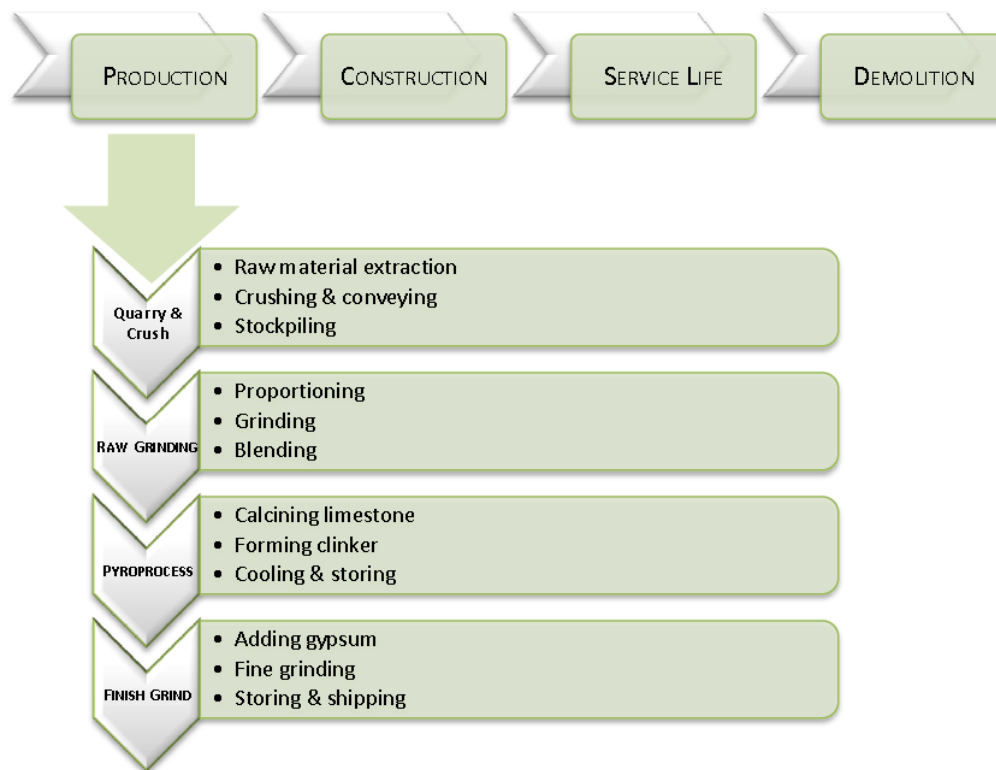 PRODUCTION
CONSTRUCTION
SERVICE LIFE
DEMOLITION
Quarry &
Crush
• Raw material extraction
• Crushing & conveying
• Stockpiling
RAW GRINDING
• Proportioning
• Grinding
• Blending
PYROPROCESS
• Calcining limestone
• Forming clinker
• Cooling & storing
FINISH GRIND
• Adding gypsum
• Fine grinding
• Storing & shipping